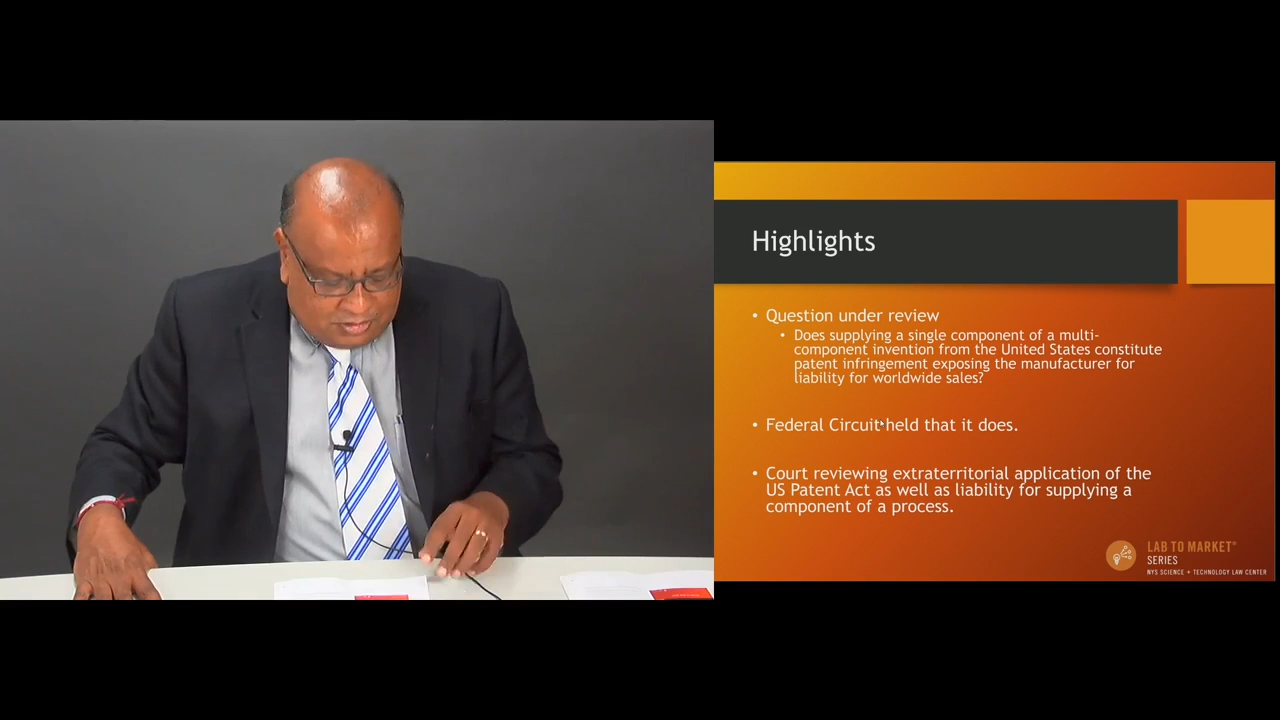 Highlights
• Question under review
• Does supplying a single component of a multi-
component invention from the United States constitute
patent infringement exposing the manufacturer for
liability for worldwide sales?
• Federal Circuit held that it does.
• Court reviewing extraterritorial application of the
US Patent Act as well as liability for supplying a
component of a process.
LAB TO MARKET®
SERIES
NYS SCIENCE + TECHNOLOGY LAW CENTER